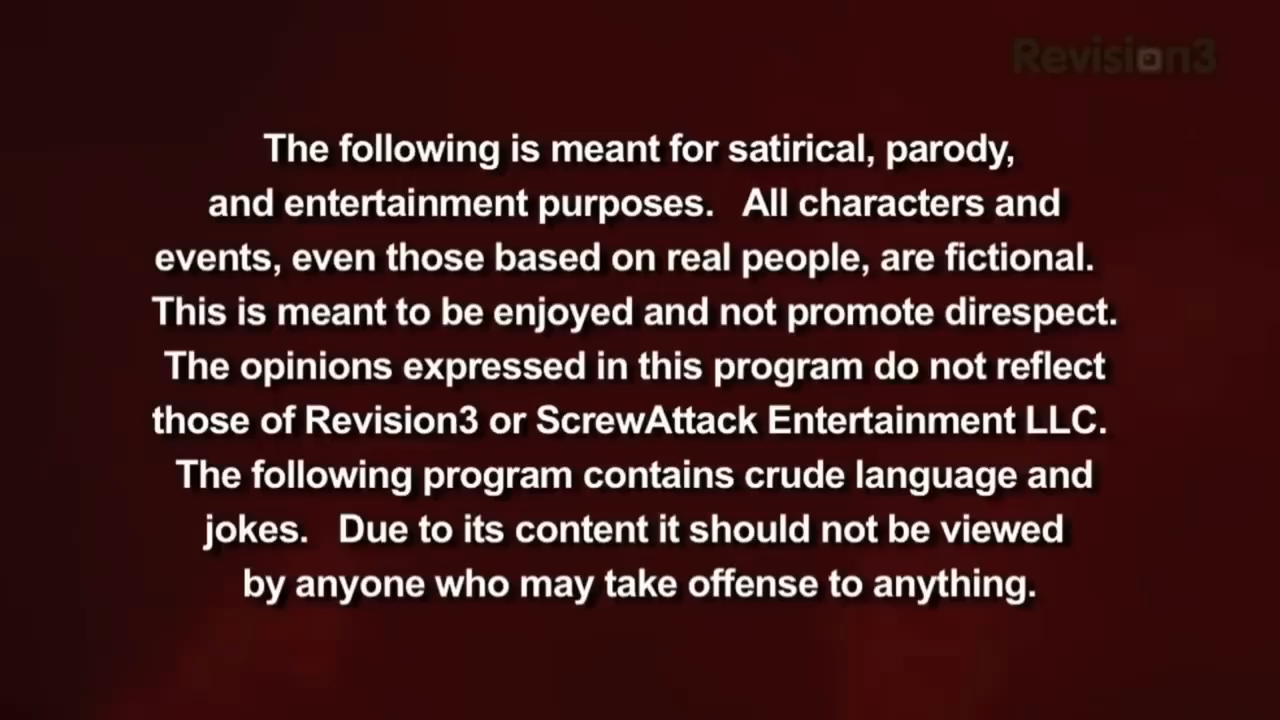 Revision3
The following is meant for satirical, parody,
and entertainment purposes.   All characters and
events, even those based on real people, are fictional.
This is meant to be enjoyed and not promote direspect.
The opinions expressed in this program do not reflect
those of Revision3 or ScrewAttack Entertainment LLC.
The following program contains crude language and
jokes.   Due to its content it should not be viewed
by anyone who may take offense to anything.